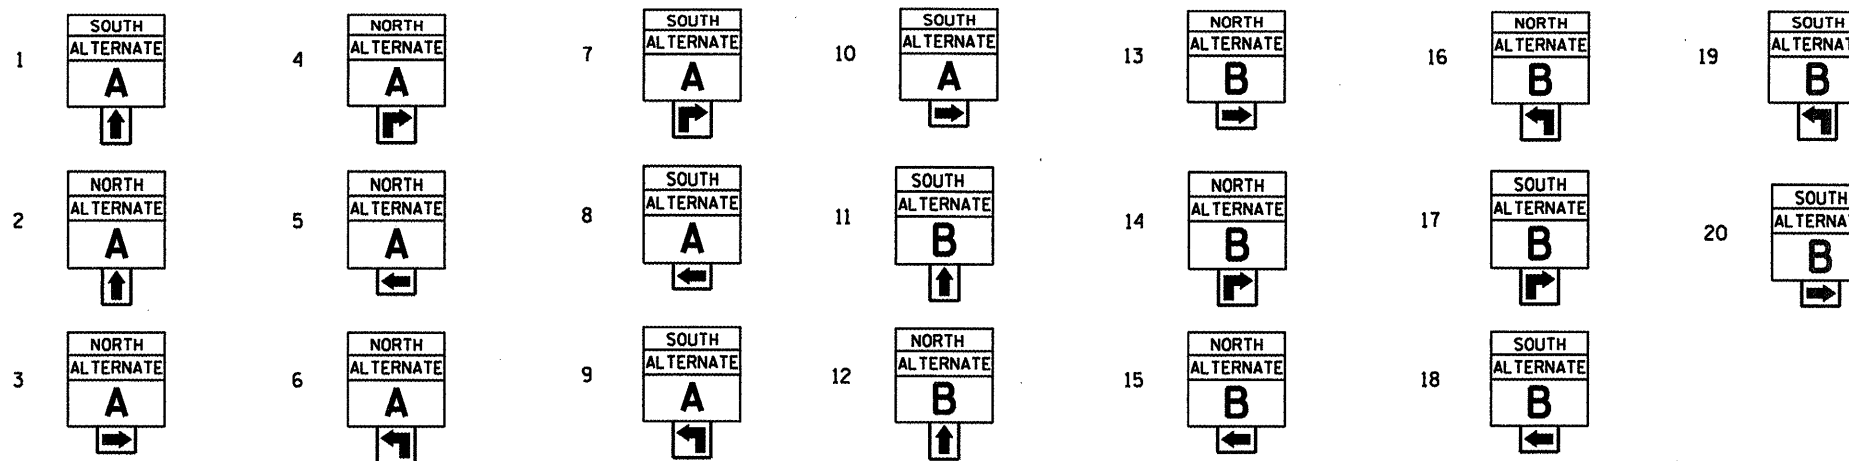 1
SOUTH
ALTERNATE
A
2
NORTH
ALTERNATE
A
3
NORTH
ALTERNATE
A
4
NORTH
ALTERNATE
A
5
NORTH
ALTERNATE
A
6
NORTH
ALTERNATE
A
7
SOUTH
ALTERNATE
A
8
SOUTH
ALTERNATE
A
9
SOUTH
ALTERNATE
A
10
SOUTH
ALTERNATE
A
11
SOUTH
ALTERNATE
B
12
NORTH
ALTERNATE
B
13
NORTH
ALTERNATE
B
14
NORTH
ALTERNATE
B
15
NORTH
ALTERNATE
B
16
NORTH
ALTERNATE
B
17
SOUTH
ALTERNATE
B
18
SOUTH
ALTERNATE
B
19
SOUTH
ALTERNAT
B
20
SOUTH
ALTERNAT
B